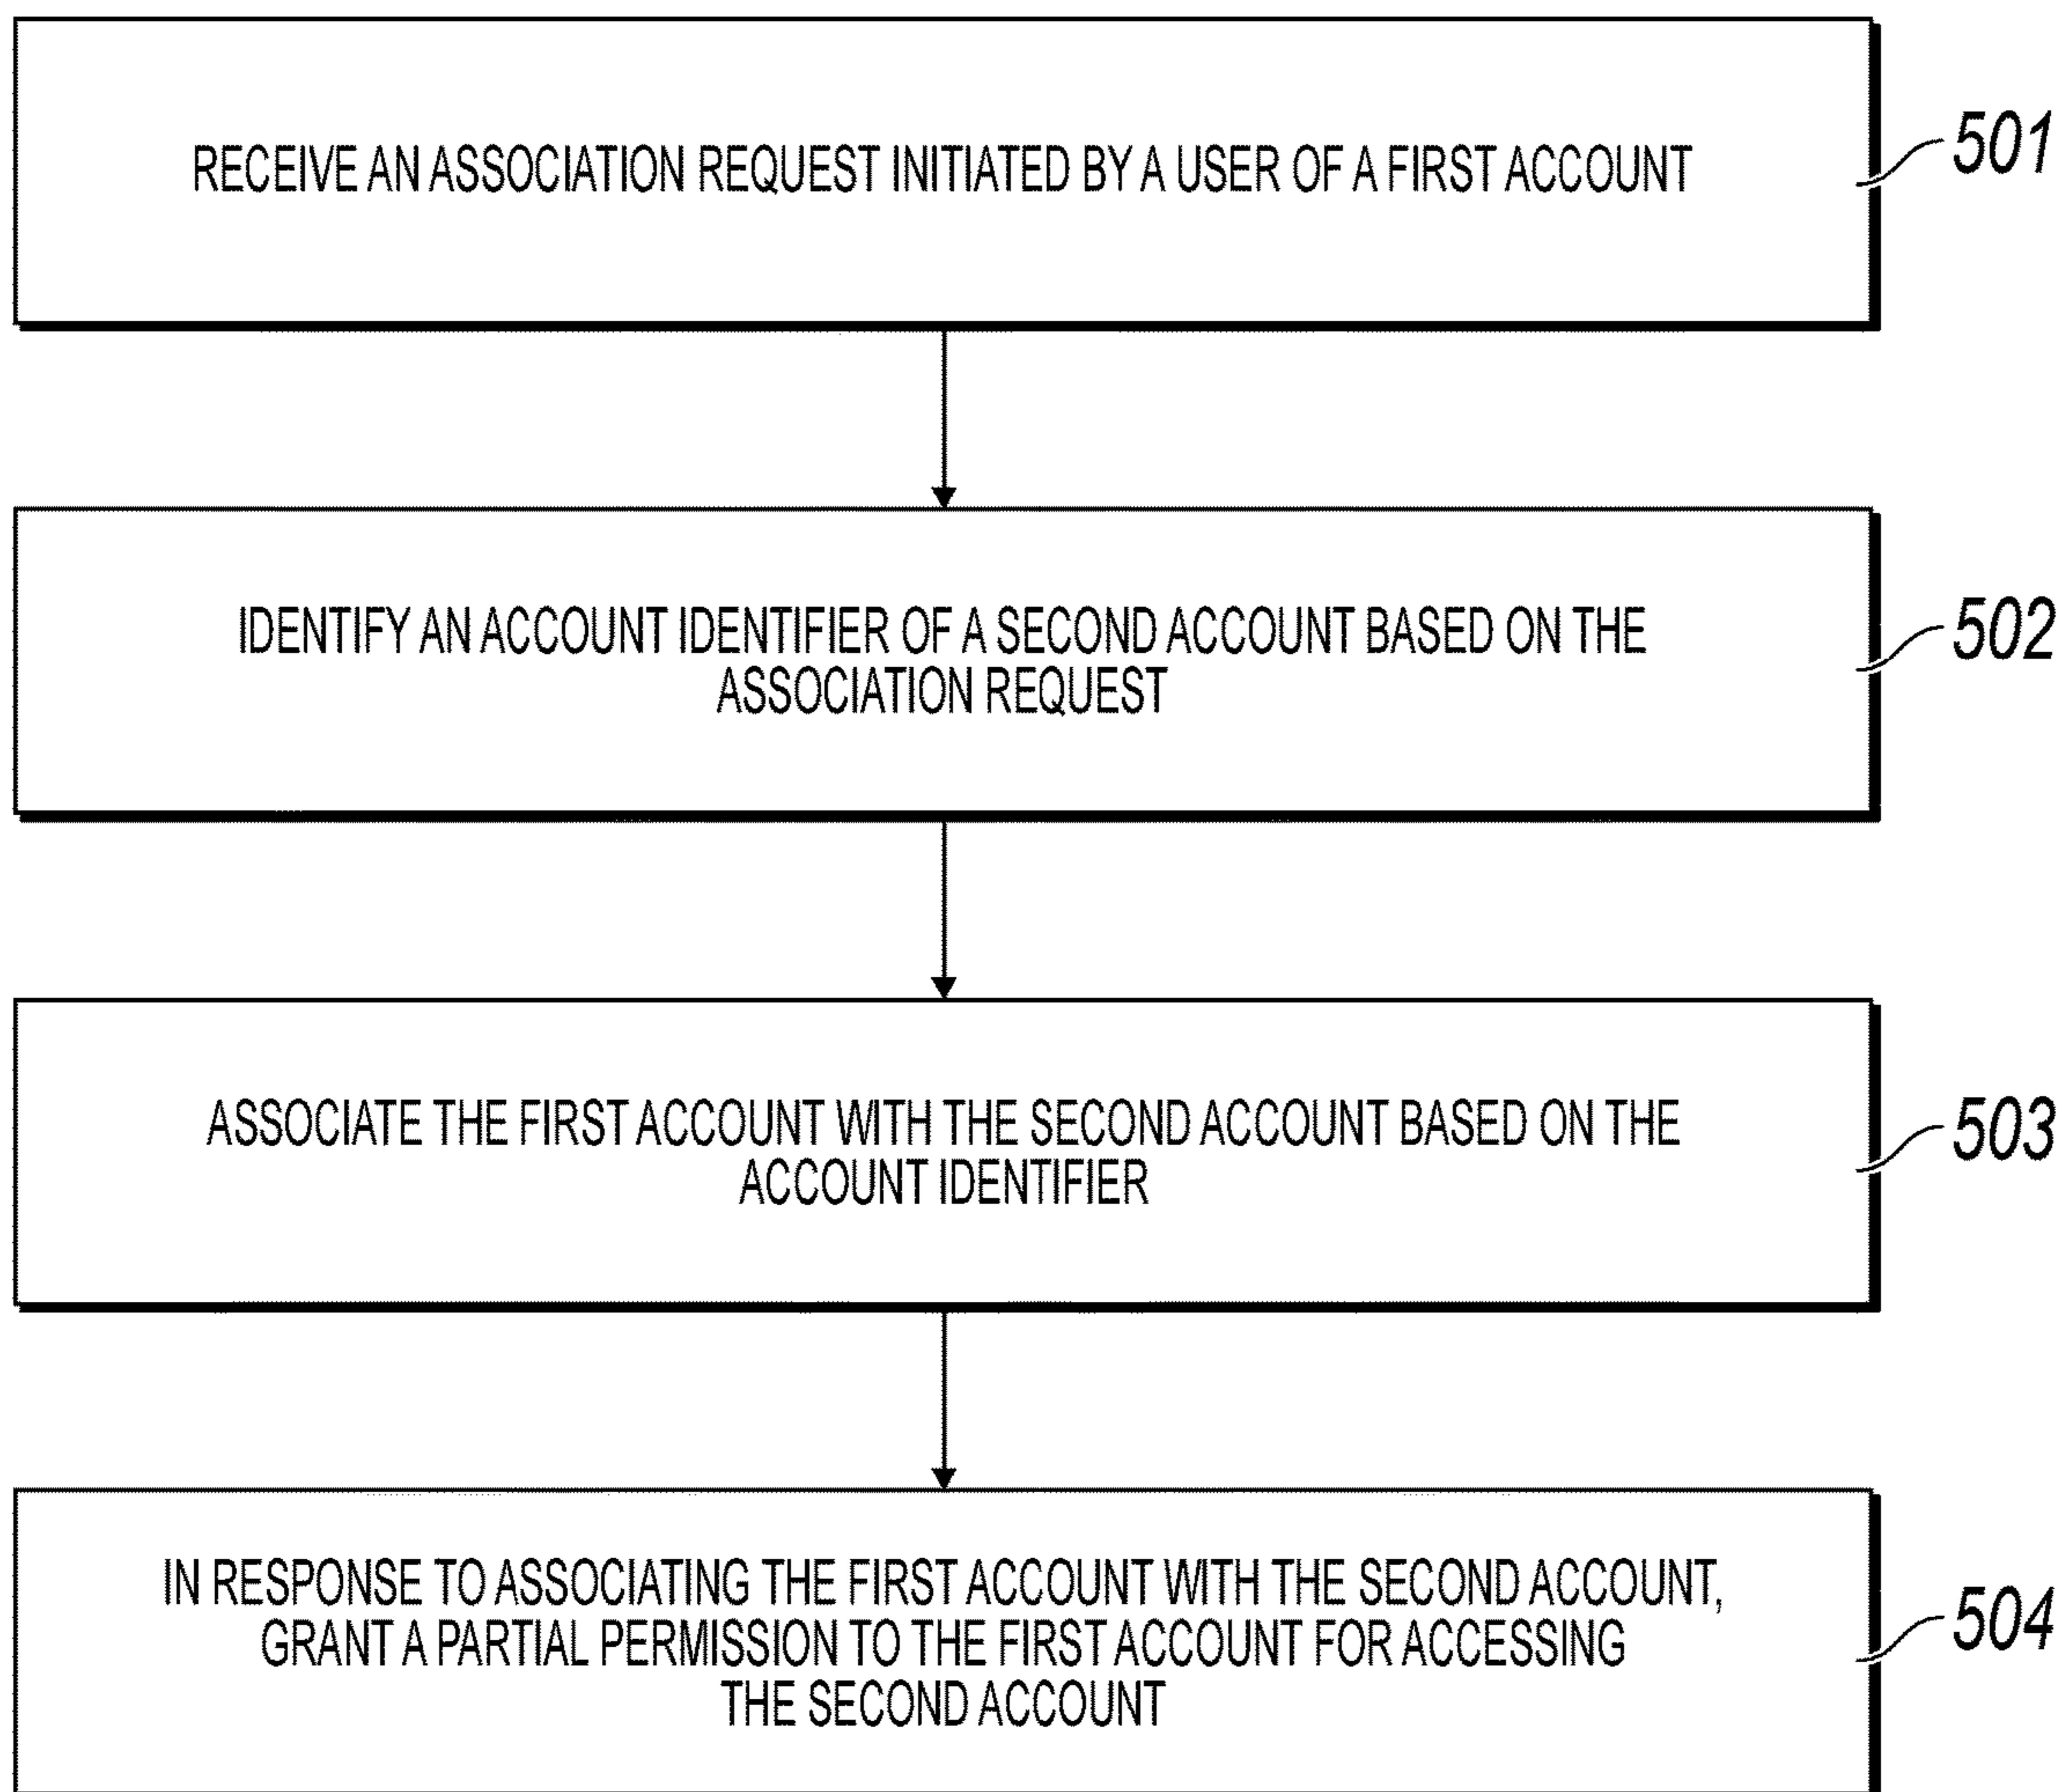 RECEIVE AN ASSOCIATION REQUEST INITIATED BY A USER OF A FIRST ACCOUNT
501
IDENTIFY AN ACCOUNT IDENTIFIER OF A SECOND ACCOUNT BASED ON THE
ASSOCIATION REQUEST
502
ASSOCIATE THE FIRST ACCOUNT WITH THE SECOND ACCOUNT BASED ON THE
ACCOUNT IDENTIFIER
503
IN RESPONSE TO ASSOCIATING THE FIRST ACCOUNT WITH THE SECOND ACCOUNT,
GRANT A PARTIAL PERMISSION TO THE FIRST ACCOUNT FOR ACCESSING
THE SECOND ACCOUNT
504